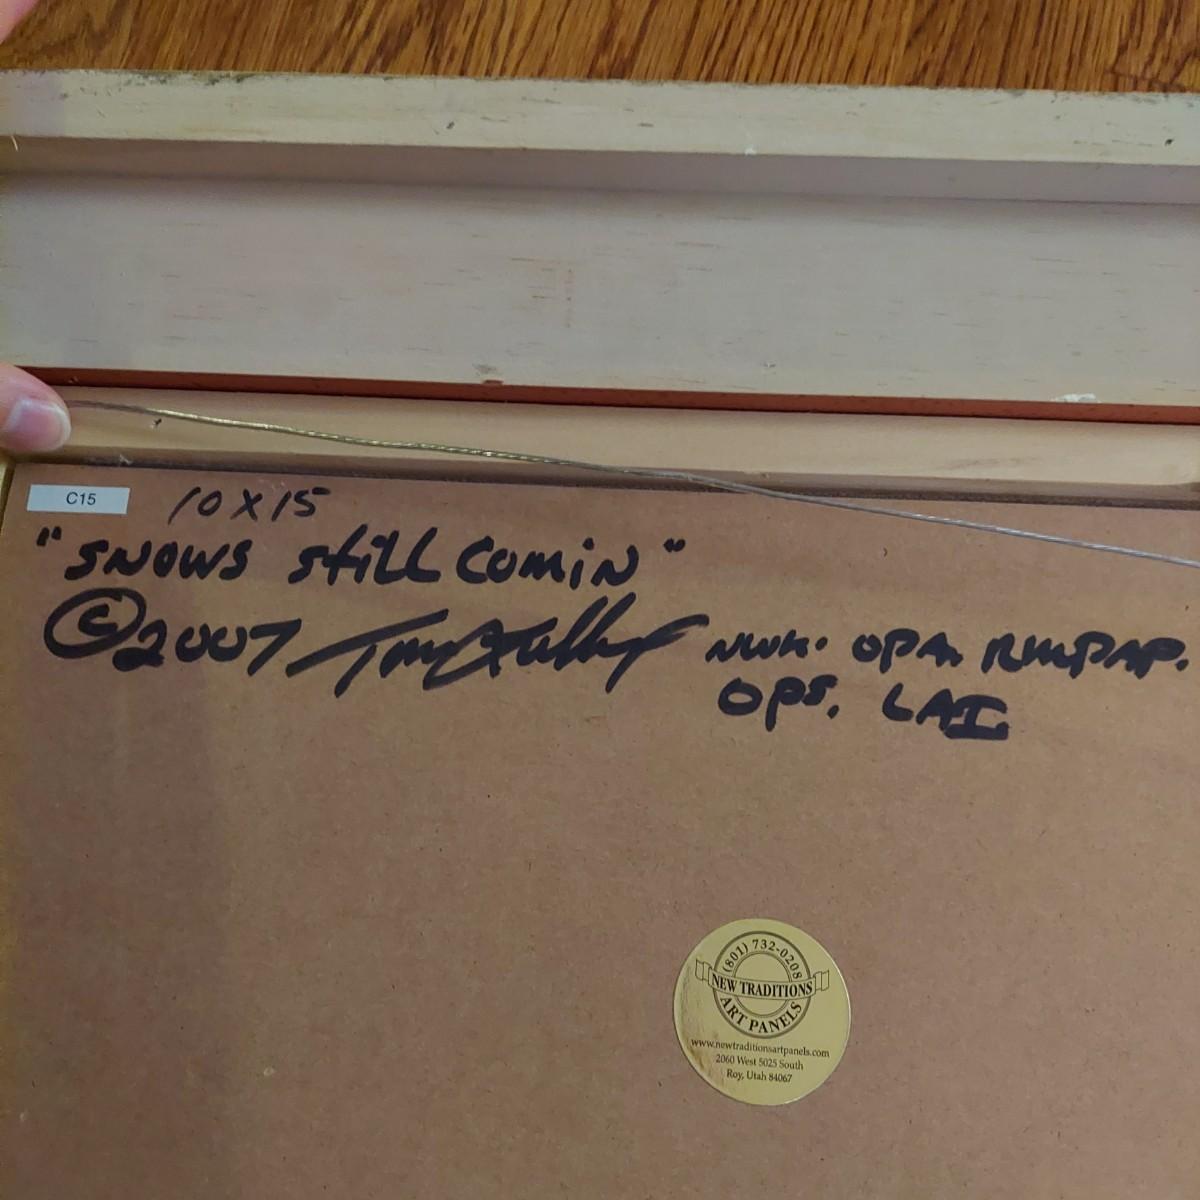 C15 10 X 15
"SNOWS Still COMIN"
© 2007 NWR. OPA. RMPAP.
OPS. LAI
(801) 732-0208
NEW TRADITIONS
ART PANELS
www.newtraditionsartpanels.com
2060 West 5025 South
Roy, Utah 84067